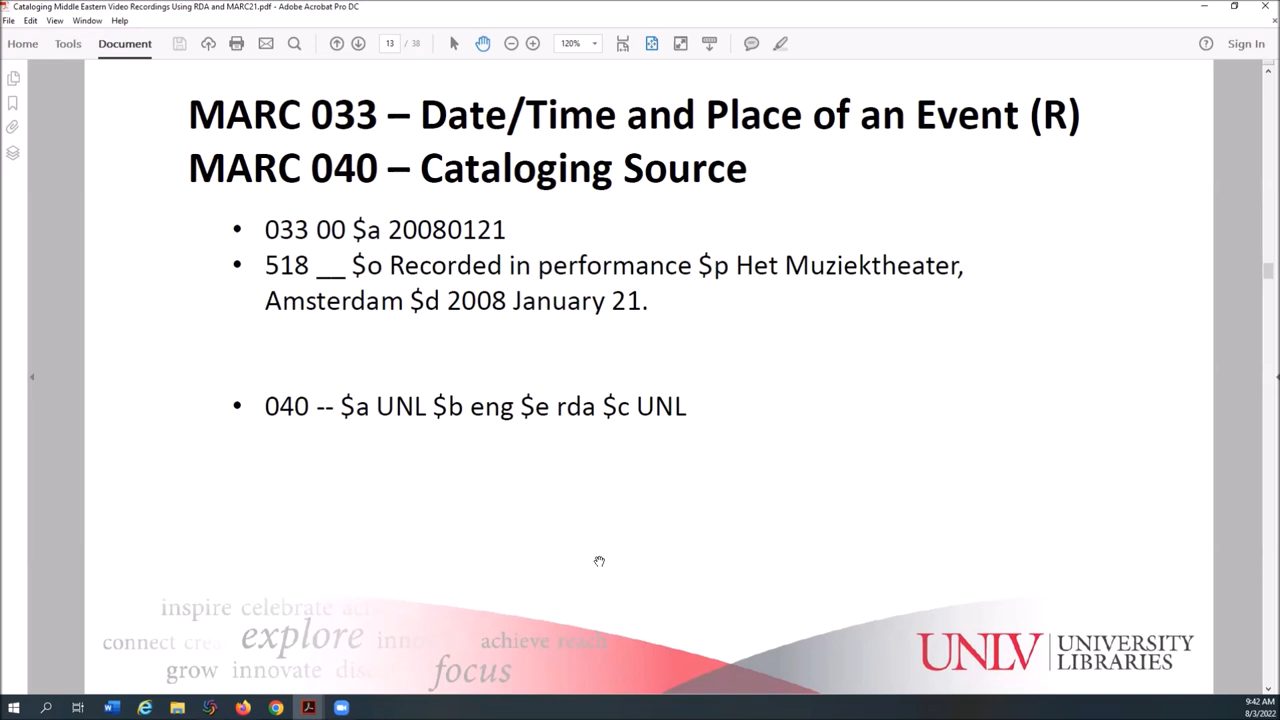 Cataloging Middle Eastern Video Recordings Using RDA and MARC21.pdf - Adobe Acrobat Pro DC
File Edit View Window Help
Home Tools Document 13 / 38 120% Sign In
MARC 033 – Date/Time and Place of an Event (R)
MARC 040 – Cataloging Source
• 033 00 $a 20080121
• 518 __ $o Recorded in performance $p Het Muziektheater,
Amsterdam $d 2008 January 21.
• 040 -- $a UNL $b eng $e rda $c UNL
inspire celebrate
connect explore achieve reach
grow innovate focus
UNLV UNIVERSITY
LIBRARIES
9:42 AM
8/3/2022